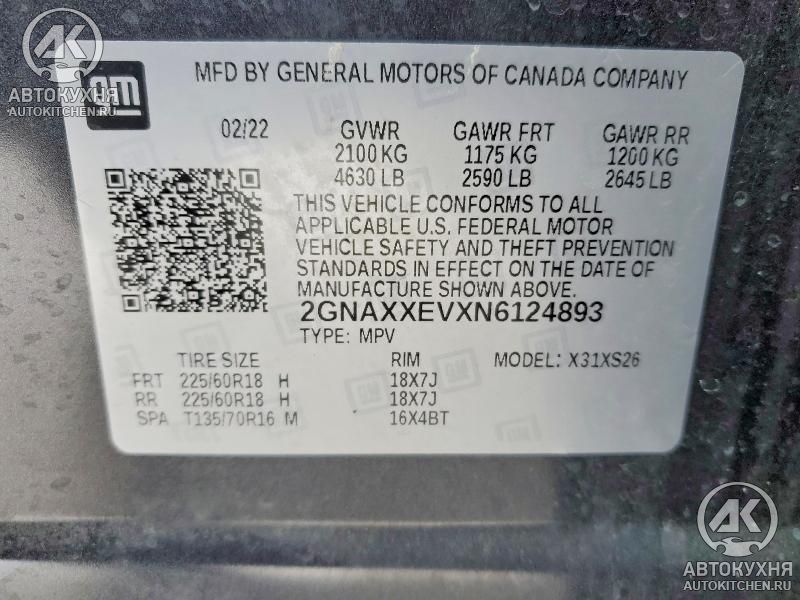 AK
АВТОКУХНЯ
AUTOKITCHEN.RU
GM
MFD BY GENERAL MOTORS OF CANADA COMPANY
02/22 GVWR GAWR FRT GAWR RR
2100 KG 1175 KG 1200 KG
4630 LB 2590 LB 2645 LB
THIS VEHICLE CONFORMS TO ALL
APPLICABLE U.S. FEDERAL MOTOR
VEHICLE SAFETY AND THEFT PREVENTION
STANDARDS IN EFFECT ON THE DATE OF
MANUFACTURE SHOWN ABOVE.
2GNAXXEVXN6124893
TYPE: MPV
TIRE SIZE RIM MODEL: X31XS26
FRT 225/60R18 H 18X7J
RR 225/60R18 H 18X7J
SPA T135/70R16 M 16X4BT
AK
АВТОКУХНЯ
AUTOKITCHEN.RU